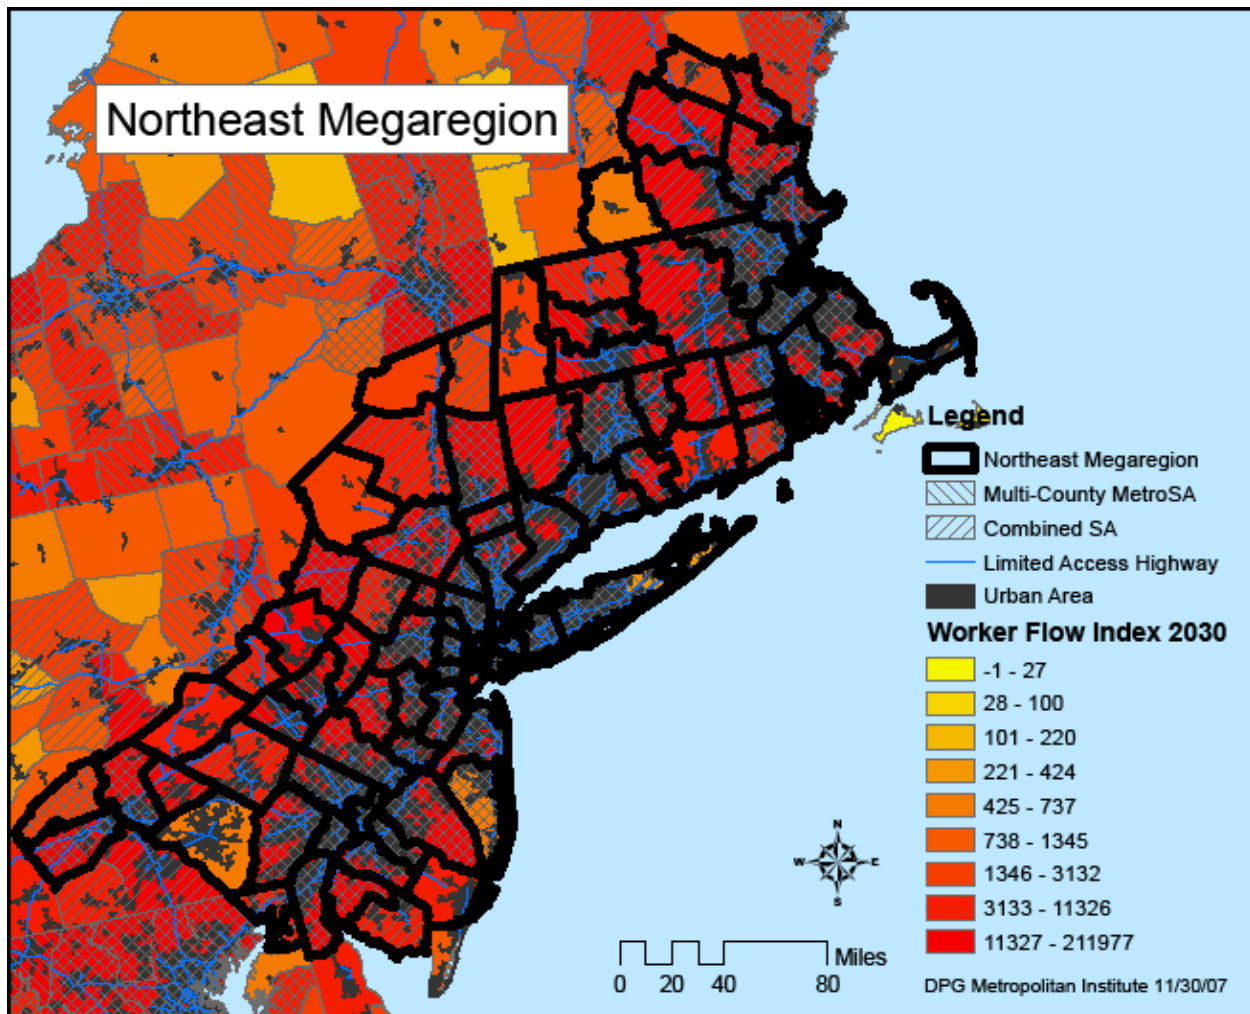 Northeast Megaregion
Legend
Northeast Megaregion
Multi-County MetroSA
Combined SA
Limited Access Highway
Urban Area
Worker Flow Index 2030
-1 - 27
28 - 100
101 - 220
221 - 424
425 - 737
738 - 1345
1346 - 3132
3133 - 11326
11327 - 211977
N
W E
S
Miles
0 20 40 80
DPG Metropolitan Institute 11/30/07